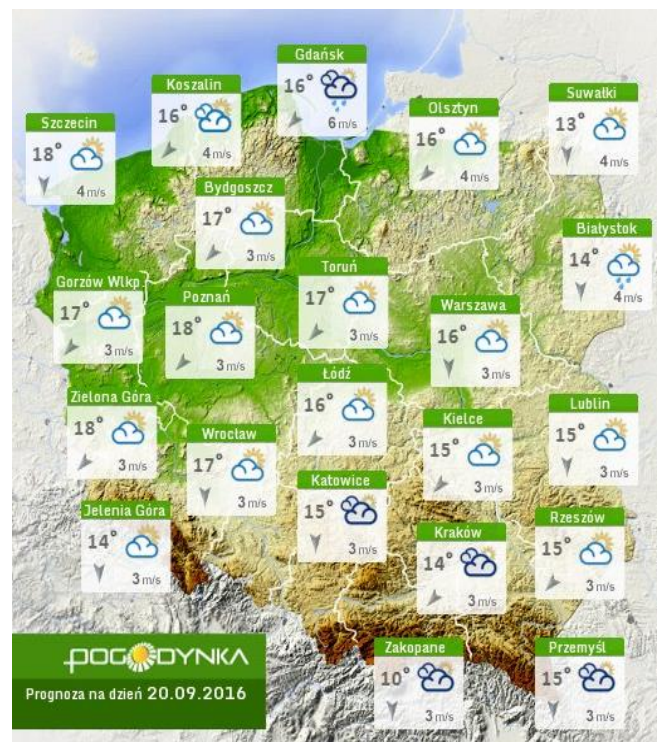 Gdańsk
16°
6 m/s
Koszalin
16°
4 m/s
Suwałki
13°
4 m/s
Olsztyn
16°
4 m/s
Szczecin
18°
4 m/s
Bydgoszcz
17°
3 m/s
Białystok
14°
4 m/s
Toruń
17°
3 m/s
Gorzów Wlkp.
17°
3 m/s
Poznań
18°
3 m/s
Warszawa
16°
3 m/s
Łódź
16°
3 m/s
Zielona Góra
18°
3 m/s
Lublin
15°
3 m/s
Kielce
15°
3 m/s
Wrocław
17°
3 m/s
Katowice
15°
3 m/s
Jelenia Góra
14°
3 m/s
Rzeszów
15°
3 m/s
Kraków
14°
3 m/s
Zakopane
10°
3 m/s
Przemyśl
15°
3 m/s
POGODYNKA
Prognoza na dzień 20.09.2016